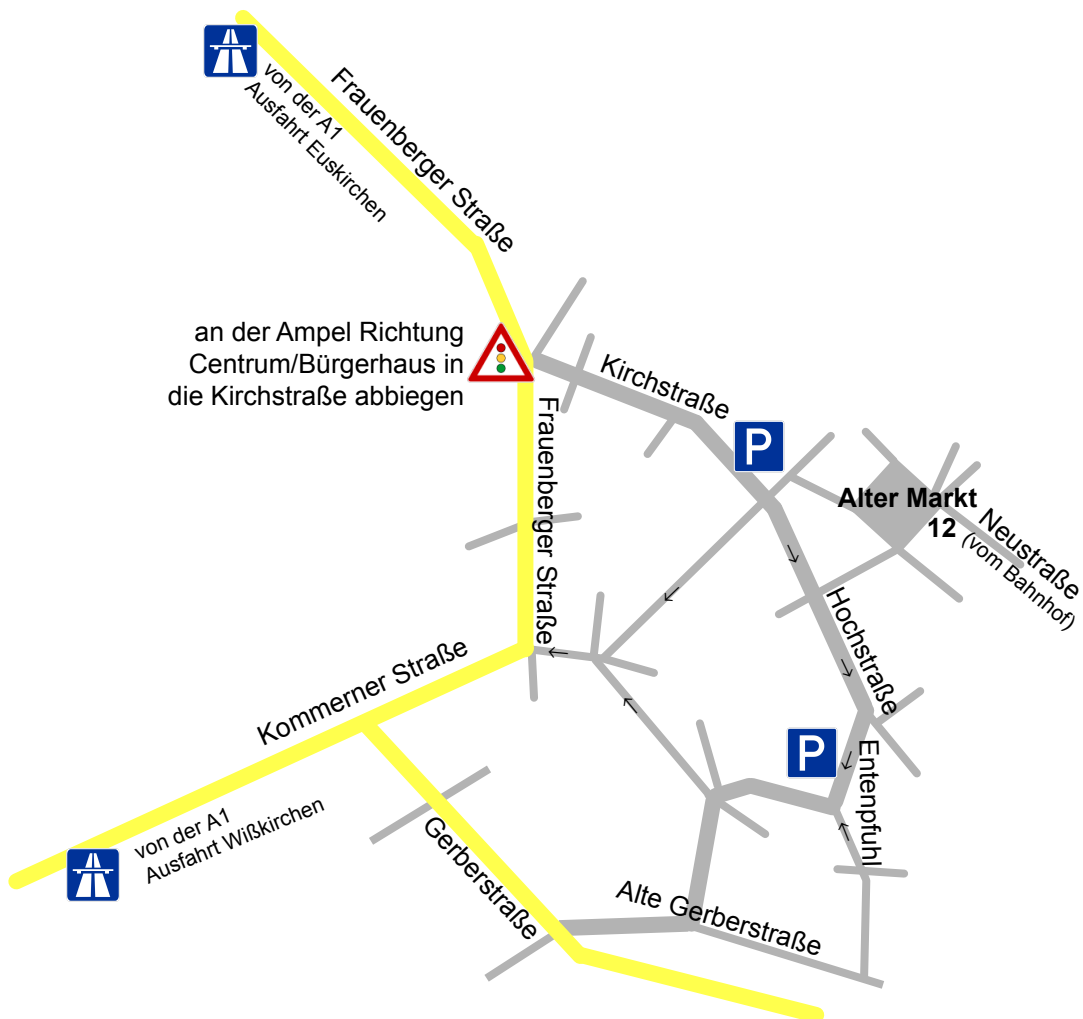 von der A1
Ausfahrt Euskirchen
Frauenberger Straße
an der Ampel Richtung
Centrum/Bürgerhaus in
die Kirchstraße abbiegen
Kirchstraße
P
Frauenberger Straße
Alter Markt
12 (vom Bahnhof)
Neustraße
Hochstraße
Kommerner Straße
P
Entenpfuhl
von der A1
Ausfahrt Wißkirchen
Gerberstraße
Alte Gerberstraße